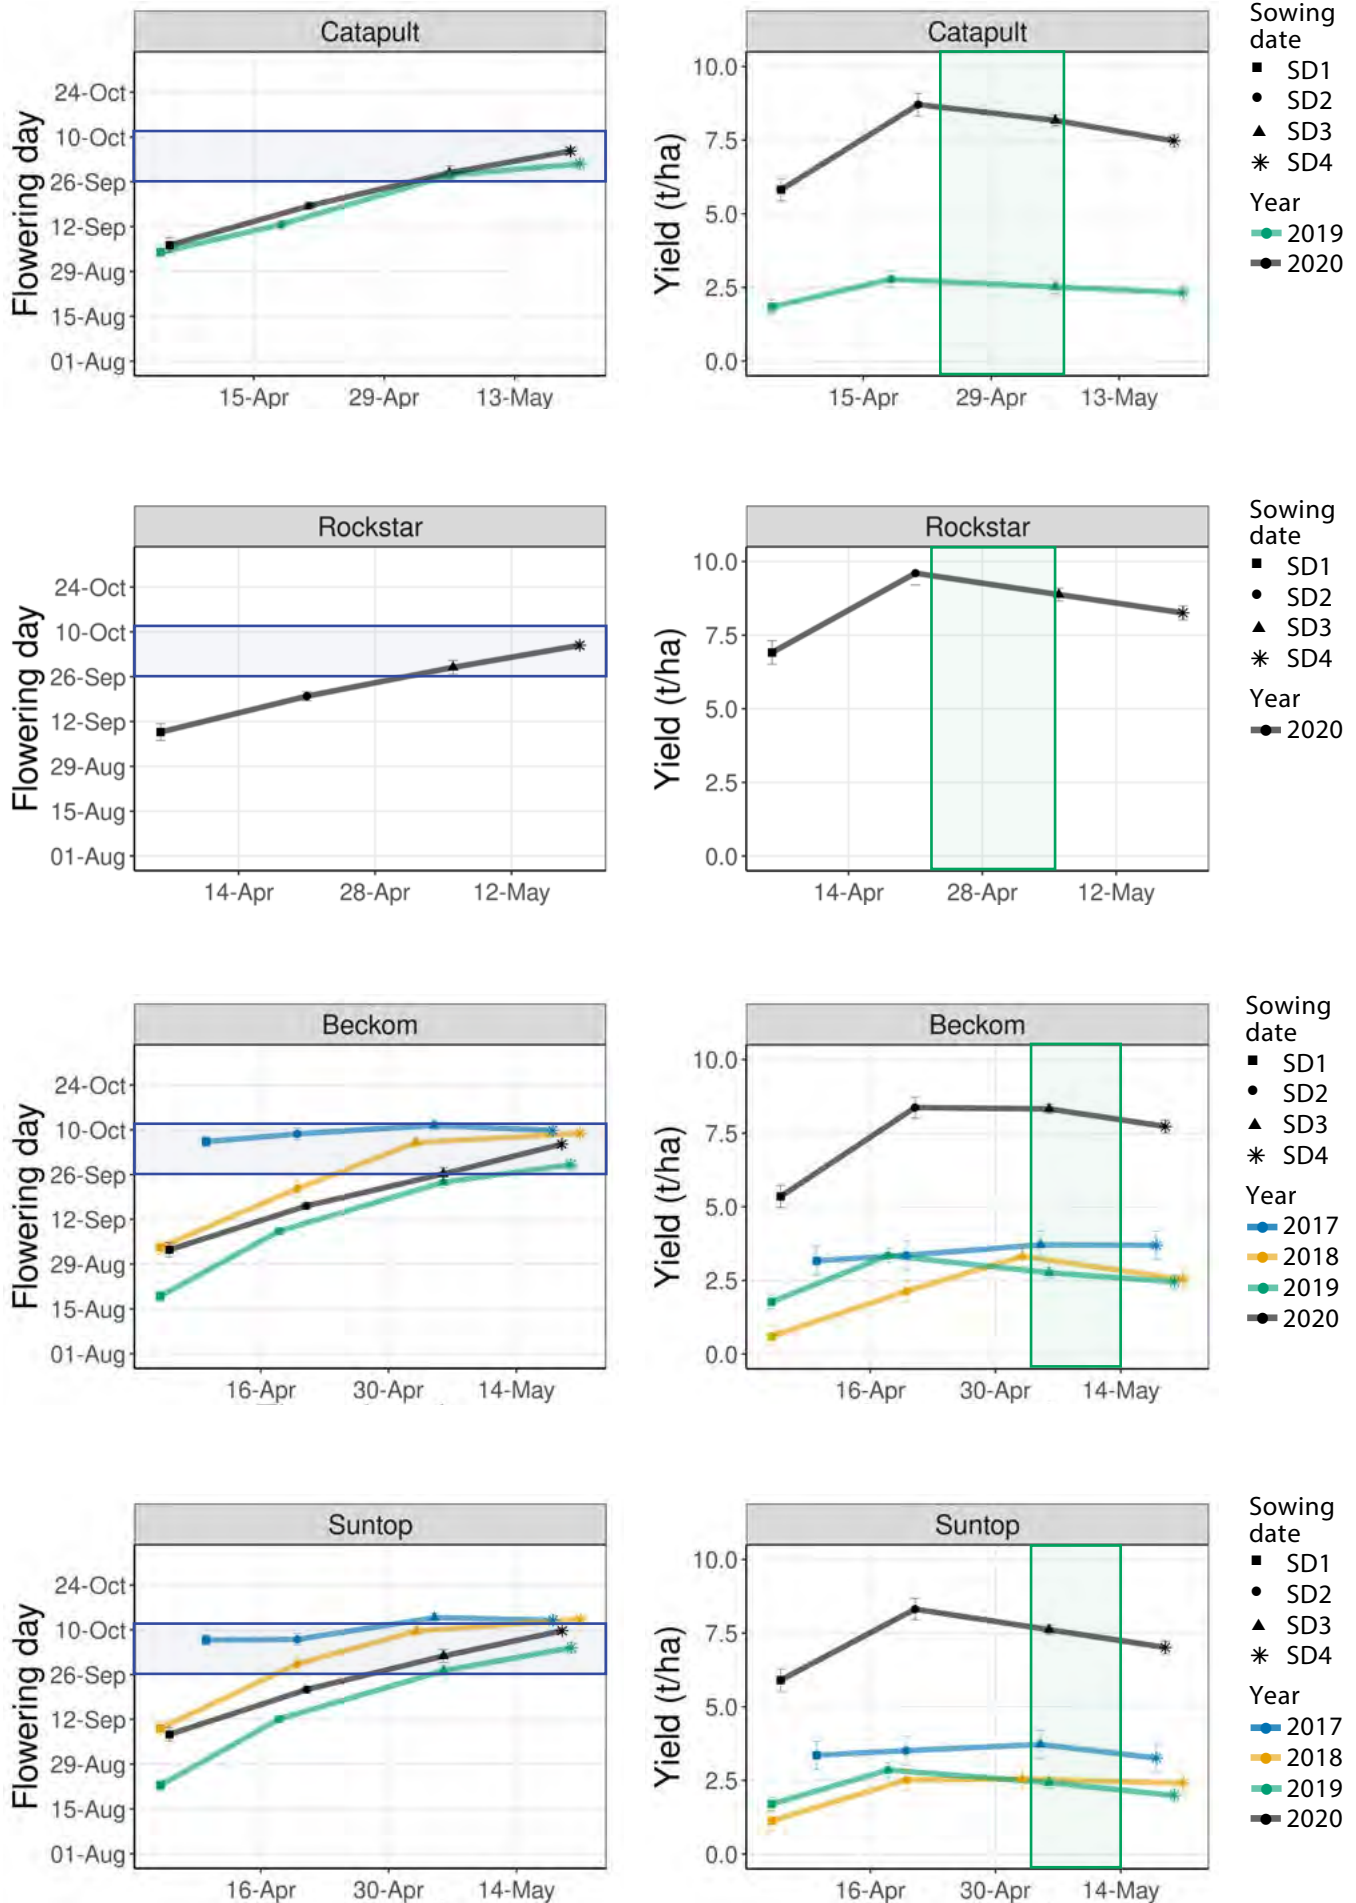 Catapult
Flowering day
24-Oct
10-Oct
26-Sep
12-Sep
29-Aug
15-Aug
01-Aug
15-Apr 29-Apr 13-May
Catapult
Yield (t/ha)
10.0
7.5
5.0
2.5
0.0
15-Apr 29-Apr 13-May
Sowing
date
SD1
SD2
SD3
SD4
Year
2019
2020
Rockstar
Flowering day
24-Oct
10-Oct
26-Sep
12-Sep
29-Aug
15-Aug
01-Aug
14-Apr 28-Apr 12-May
Rockstar
Yield (t/ha)
10.0
7.5
5.0
2.5
0.0
14-Apr 28-Apr 12-May
Sowing
date
SD1
SD2
SD3
SD4
Year
2020
Beckom
Flowering day
24-Oct
10-Oct
26-Sep
12-Sep
29-Aug
15-Aug
01-Aug
16-Apr 30-Apr 14-May
Beckom
Yield (t/ha)
10.0
7.5
5.0
2.5
0.0
16-Apr 30-Apr 14-May
Sowing
date
SD1
SD2
SD3
SD4
Year
2017
2018
2019
2020
Suntop
Flowering day
24-Oct
10-Oct
26-Sep
12-Sep
29-Aug
15-Aug
01-Aug
16-Apr 30-Apr 14-May
Suntop
Yield (t/ha)
10.0
7.5
5.0
2.5
0.0
16-Apr 30-Apr 14-May
Sowing
date
SD1
SD2
SD3
SD4
Year
2017
2018
2019
2020